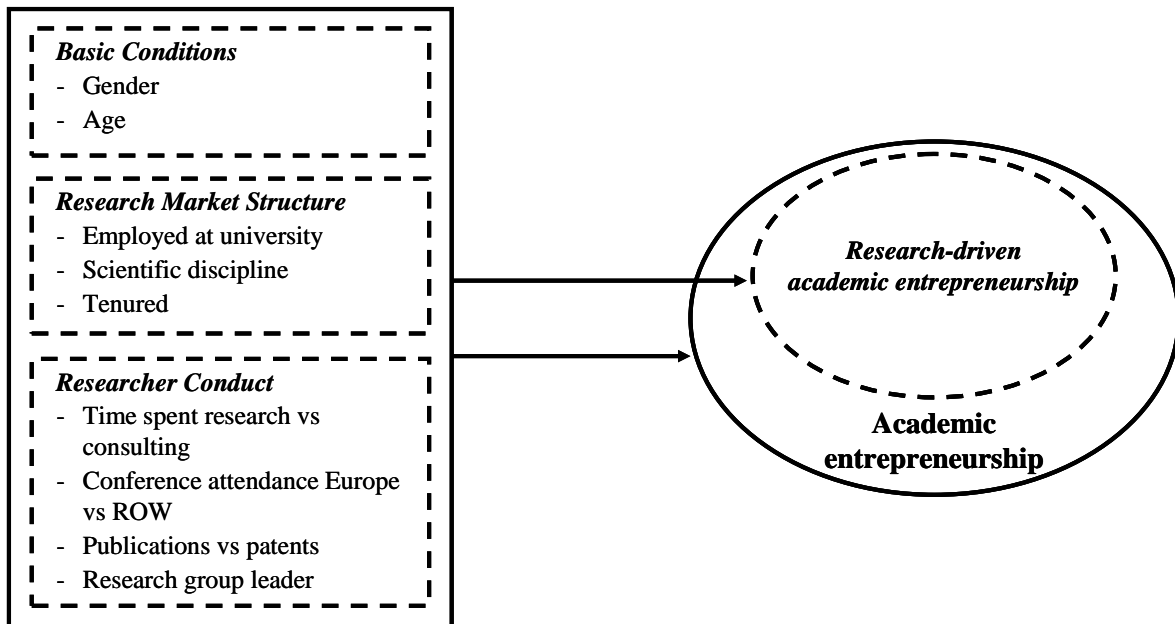 Basic Conditions
- Gender
- Age
Research Market Structure
- Employed at university
- Scientific discipline
- Tenured
Researcher Conduct
- Time spent research vs
consulting
- Conference attendance Europe
vs ROW
- Publications vs patents
- Research group leader
Research-driven
academic entrepreneurship
Academic
entrepreneurship